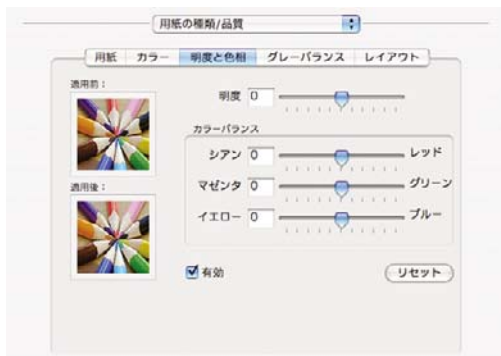 用紙の種類/品質
用紙 カラー 明度と色相 グレーバランス レイアウト
適用前：
明度 0
カラーバランス
シアン 0 レッド
マゼンタ 0 グリーン
適用後：
イエロー 0 ブルー
有効
リセット